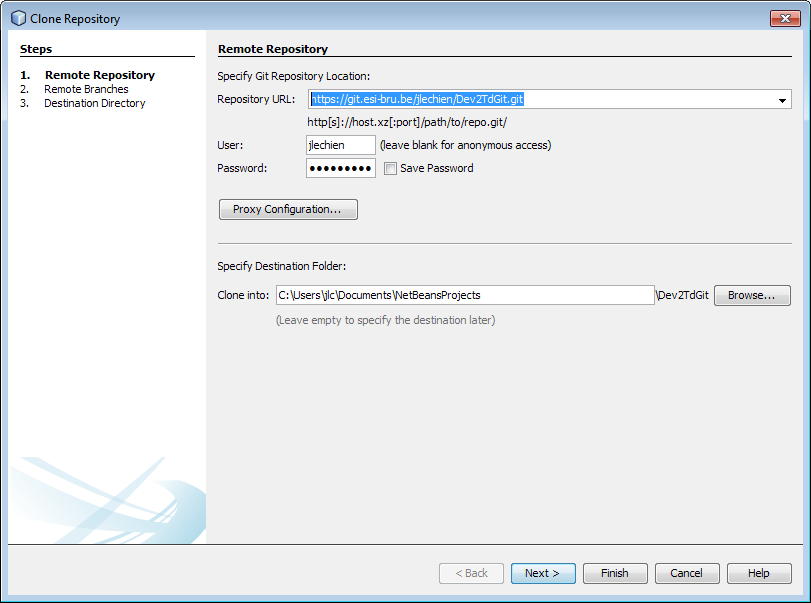 Clone Repository
Steps
1. Remote Repository
2. Remote Branches
3. Destination Directory
Remote Repository
Specify Git Repository Location:
Repository URL: https://git.esi-bru.be/jlechien/Dev2TdGit.git
http[s]://host.xz[:port]/path/to/repo.git/
User: jlechien (leave blank for anonymous access)
Password: ●●●●●●●●● Save Password
Proxy Configuration...
Specify Destination Folder:
Clone into: C:\Users\jlc\Documents\NetBeansProjects \Dev2TdGit Browse...
(Leave empty to specify the destination later)
< Back Next > Finish Cancel Help